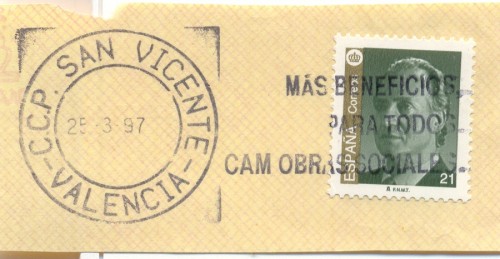 C.C.P. SAN VICENTE
- VALENCIA -
25-3-97
MÁS BENEFICIOS...
PARA TODOS...
CAM OBRAS SOCIALES...
ESPAÑA Correos
21
R.F.N.M.T.